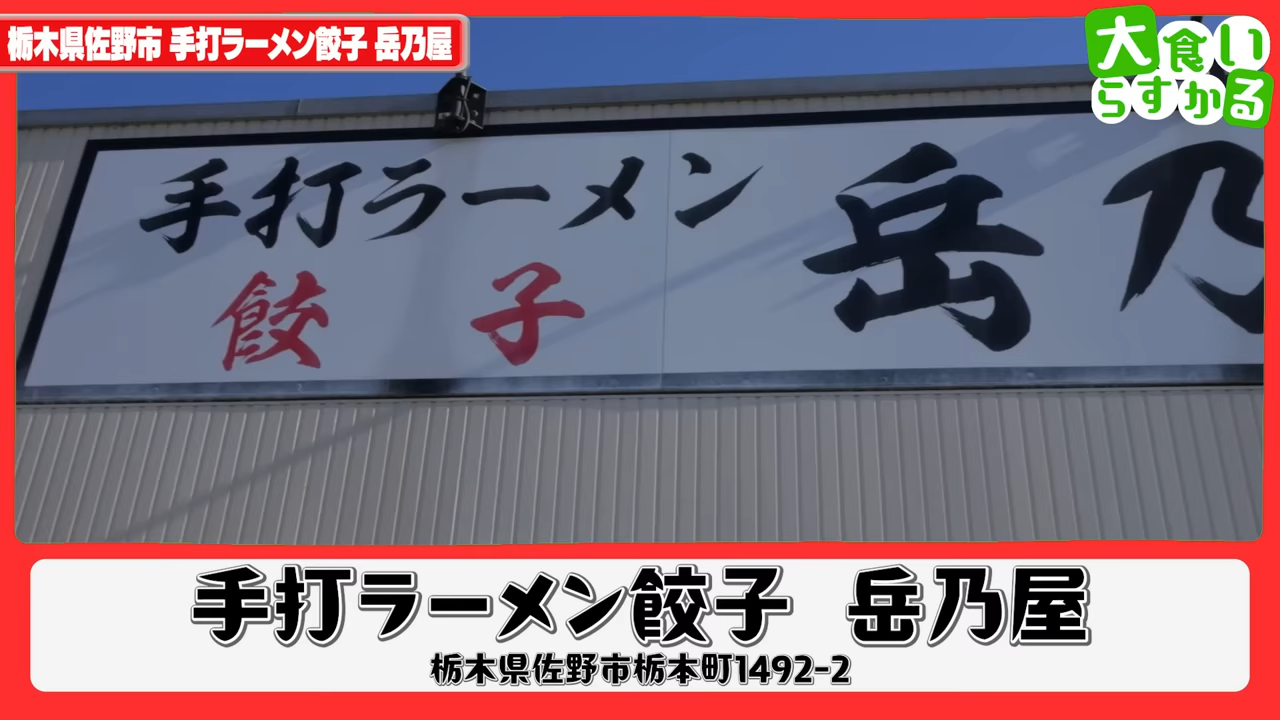 栃木県佐野市 手打ラーメン餃子 岳乃屋
大食い
らすかる
手打ラーメン 岳乃
餃子
手打ラーメン餃子 岳乃屋
栃木県佐野市栃本町1492-2